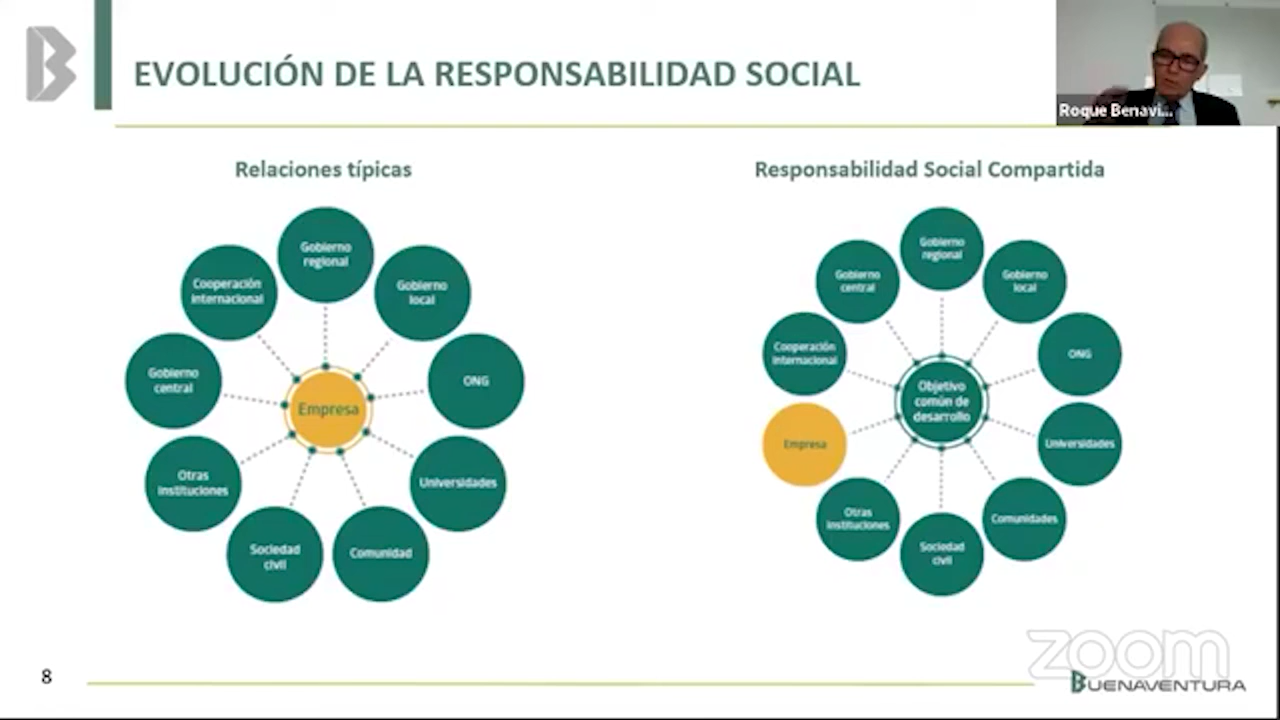 EVOLUCIÓN DE LA RESPONSABILIDAD SOCIAL
Roque Benavi...
Relaciones típicas
Gobierno
regional
Gobierno
local
ONG
Universidades
Comunidad
Sociedad
civil
Otras
instituciones
Gobierno
central
Cooperación
internacional
Empresa
Responsabilidad Social Compartida
Gobierno
regional
Gobierno
local
ONG
Universidades
Comunidades
Sociedad
civil
Otras
instituciones
Empresa
Cooperación
internacional
Gobierno
central
Objetivo
común de
desarrollo
zoom
8
BUENAVENTURA